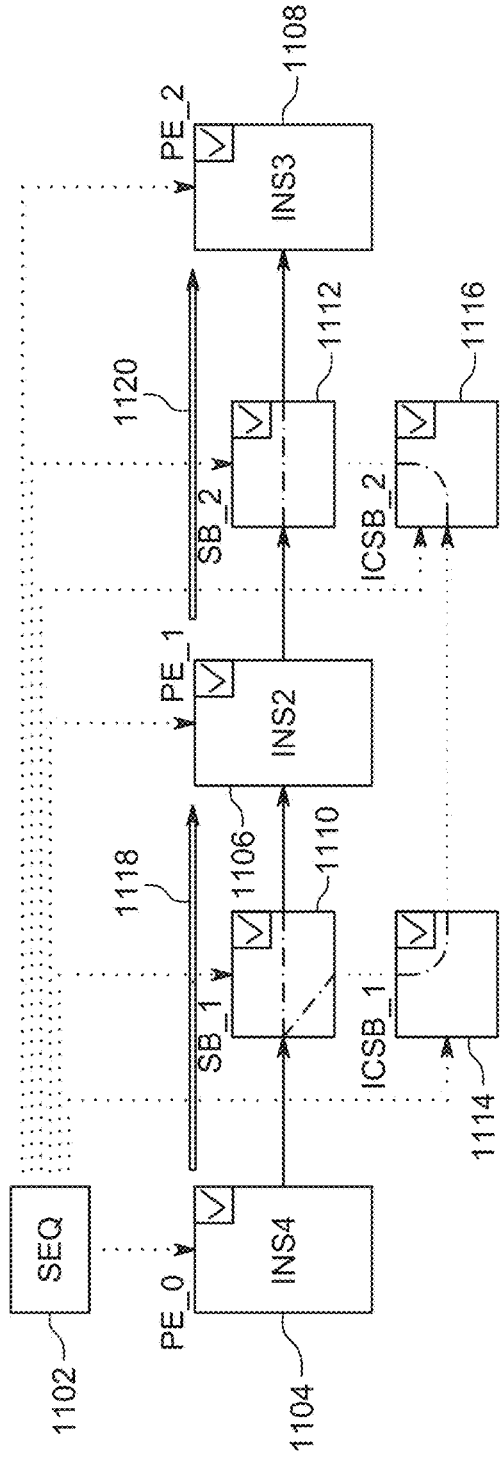 SEQ
1102
1118
1120
PE_0
V
INS4
1104
SB_1
V
1110
PE_1
V
INS2
1106
SB_2
V
1112
PE_2
V
INS3
1108
ICSB_1
V
1114
ICSB_2
V
1116